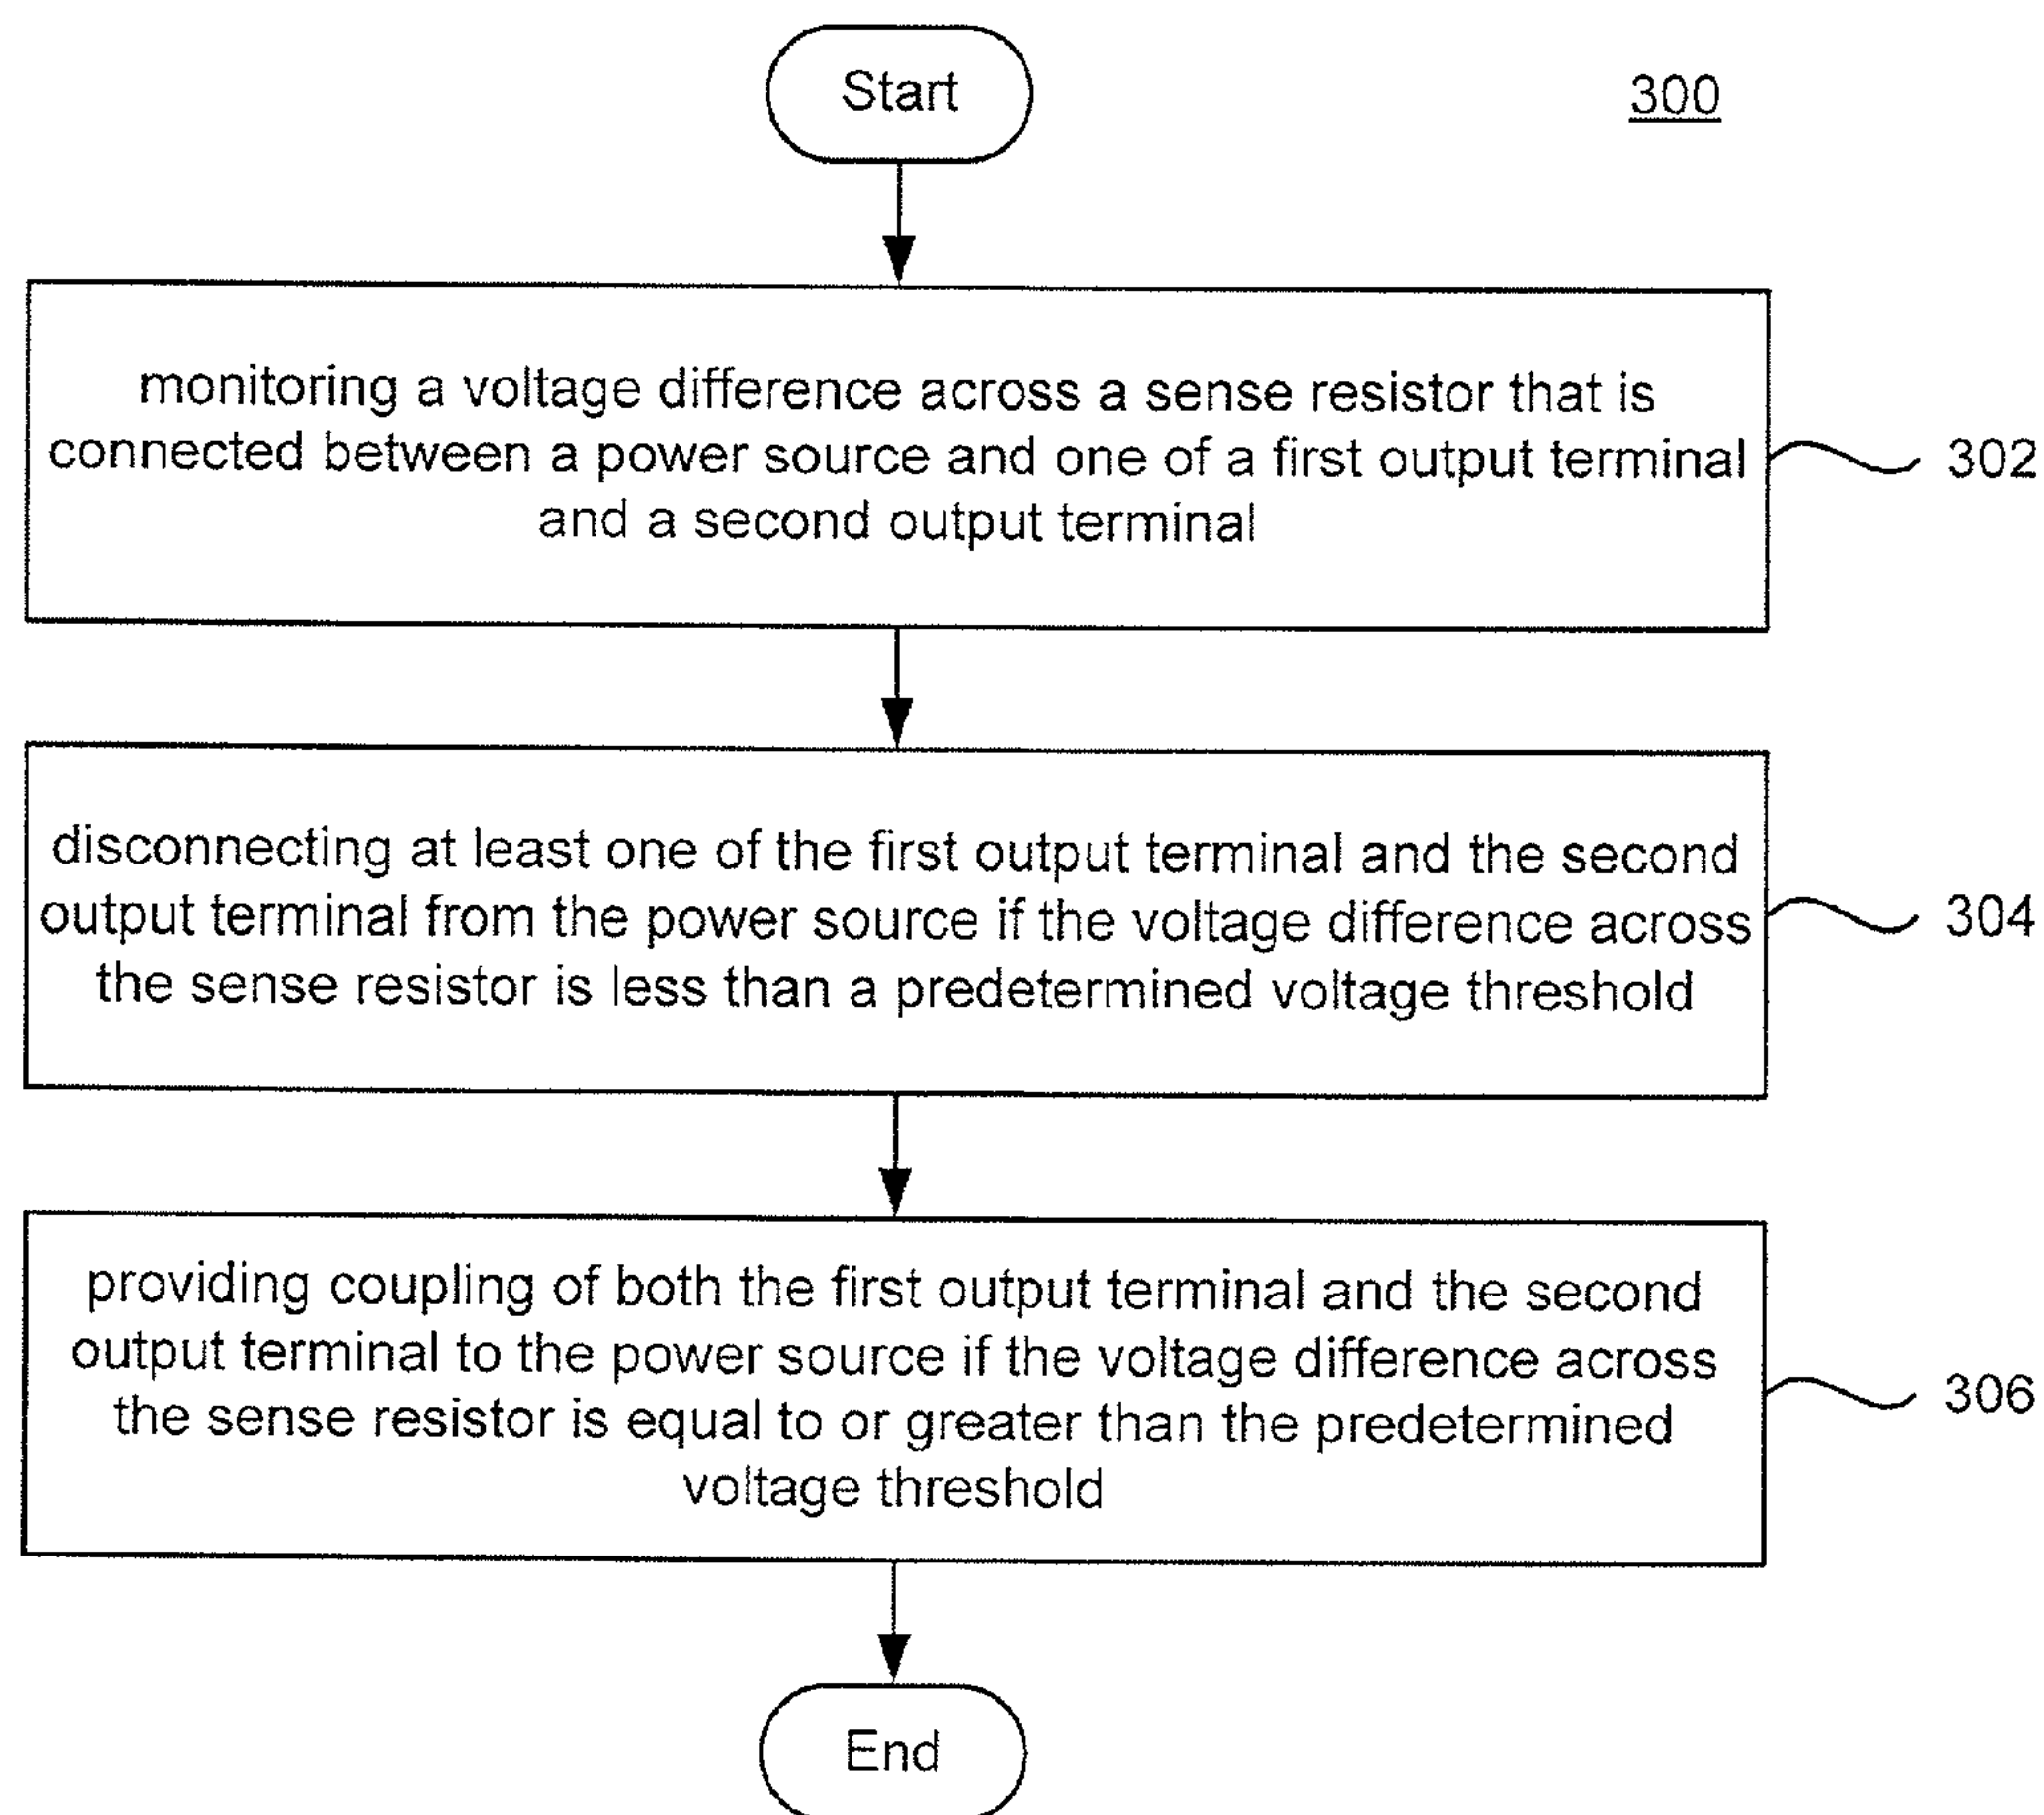 Start
300
monitoring a voltage difference across a sense resistor that is
connected between a power source and one of a first output terminal
and a second output terminal
302
disconnecting at least one of the first output terminal and the second
output terminal from the power source if the voltage difference across
the sense resistor is less than a predetermined voltage threshold
304
providing coupling of both the first output terminal and the second
output terminal to the power source if the voltage difference across
the sense resistor is equal to or greater than the predetermined
voltage threshold
306
End